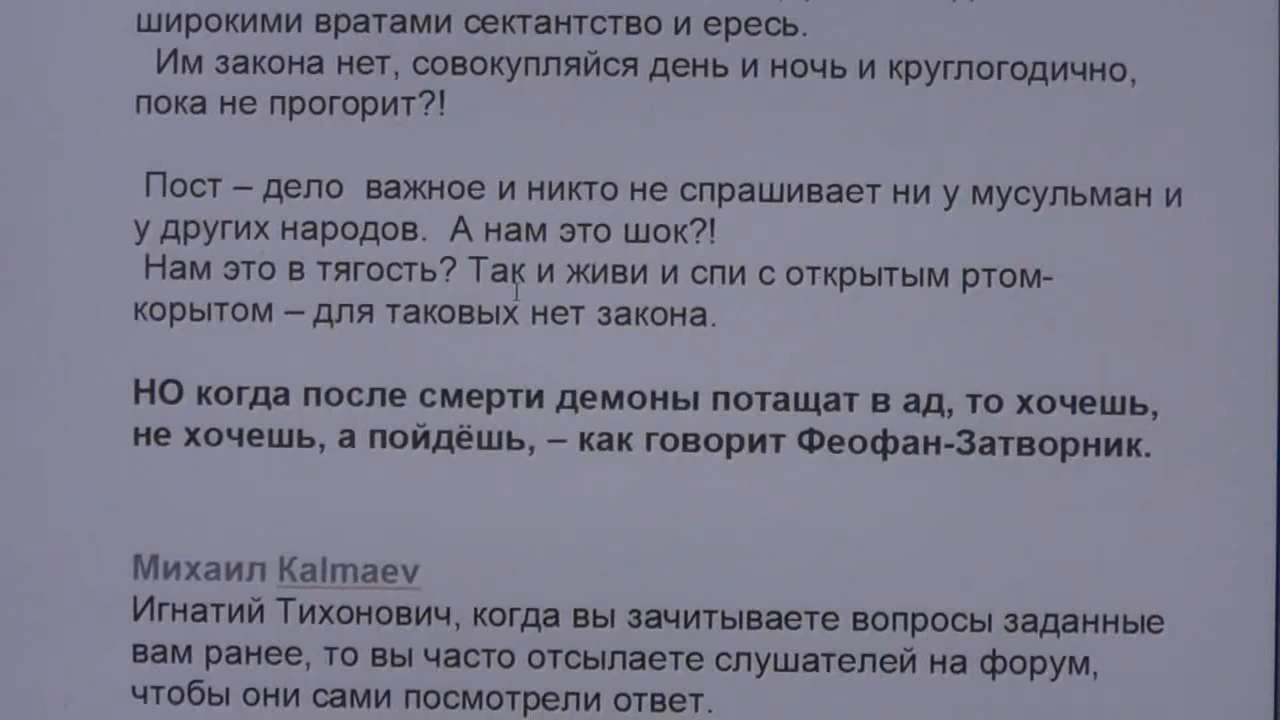 широкими вратами сектантство и ересь.
Им закона нет, совокупляйся день и ночь и круглогодично,
пока не прогорит?!
Пост – дело важное и никто не спрашивает ни у мусульман и
у других народов. А нам это шок?!
Нам это в тягость? Так и живи и спи с открытым ртом-
корытом – для таковых нет закона.
НО когда после смерти демоны потащат в ад, то хочешь,
не хочешь, а пойдёшь, – как говорит Феофан-Затворник.
Михаил Kalmaev
Игнатий Тихонович, когда вы зачитываете вопросы заданные
вам ранее, то вы часто отсылаете слушателей на форум,
чтобы они сами посмотрели ответ.